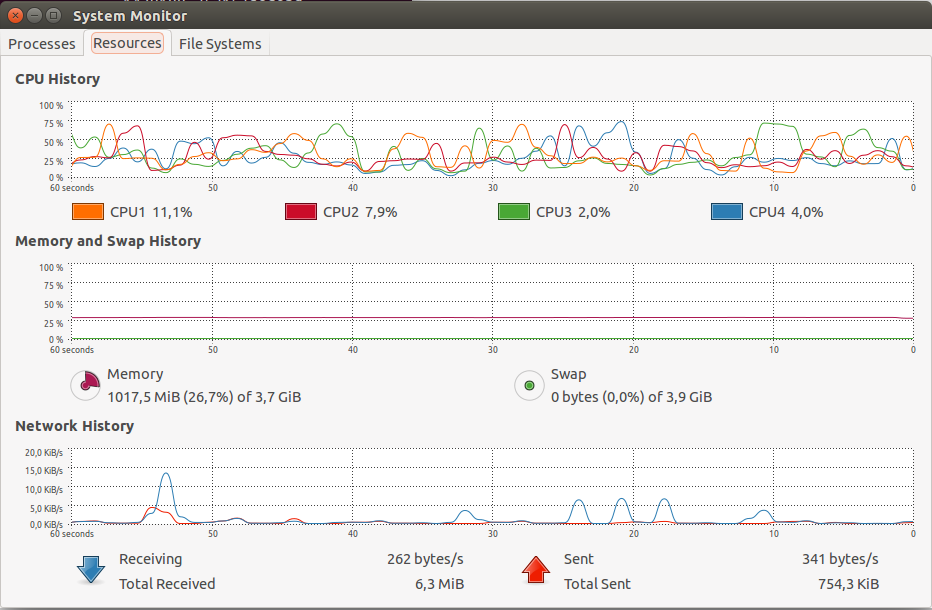 System Monitor
Processes Resources File Systems
CPU History
100 %
75 %
50 %
25 %
0 %
60 seconds 50 40 30 20 10 0
CPU1 11,1% CPU2 7,9% CPU3 2,0% CPU4 4,0%
Memory and Swap History
100 %
75 %
50 %
25 %
0 %
60 seconds 50 40 30 20 10 0
Memory Swap
1017,5 MiB (26,7%) of 3,7 GiB 0 bytes (0,0%) of 3,9 GiB
Network History
20,0 KiB/s
15,0 KiB/s
10,0 KiB/s
5,0 KiB/s
0,0 KiB/s
60 seconds 50 40 30 20 10 0
Receiving 262 bytes/s Sent 341 bytes/s
Total Received 6,3 MiB Total Sent 754,3 KiB